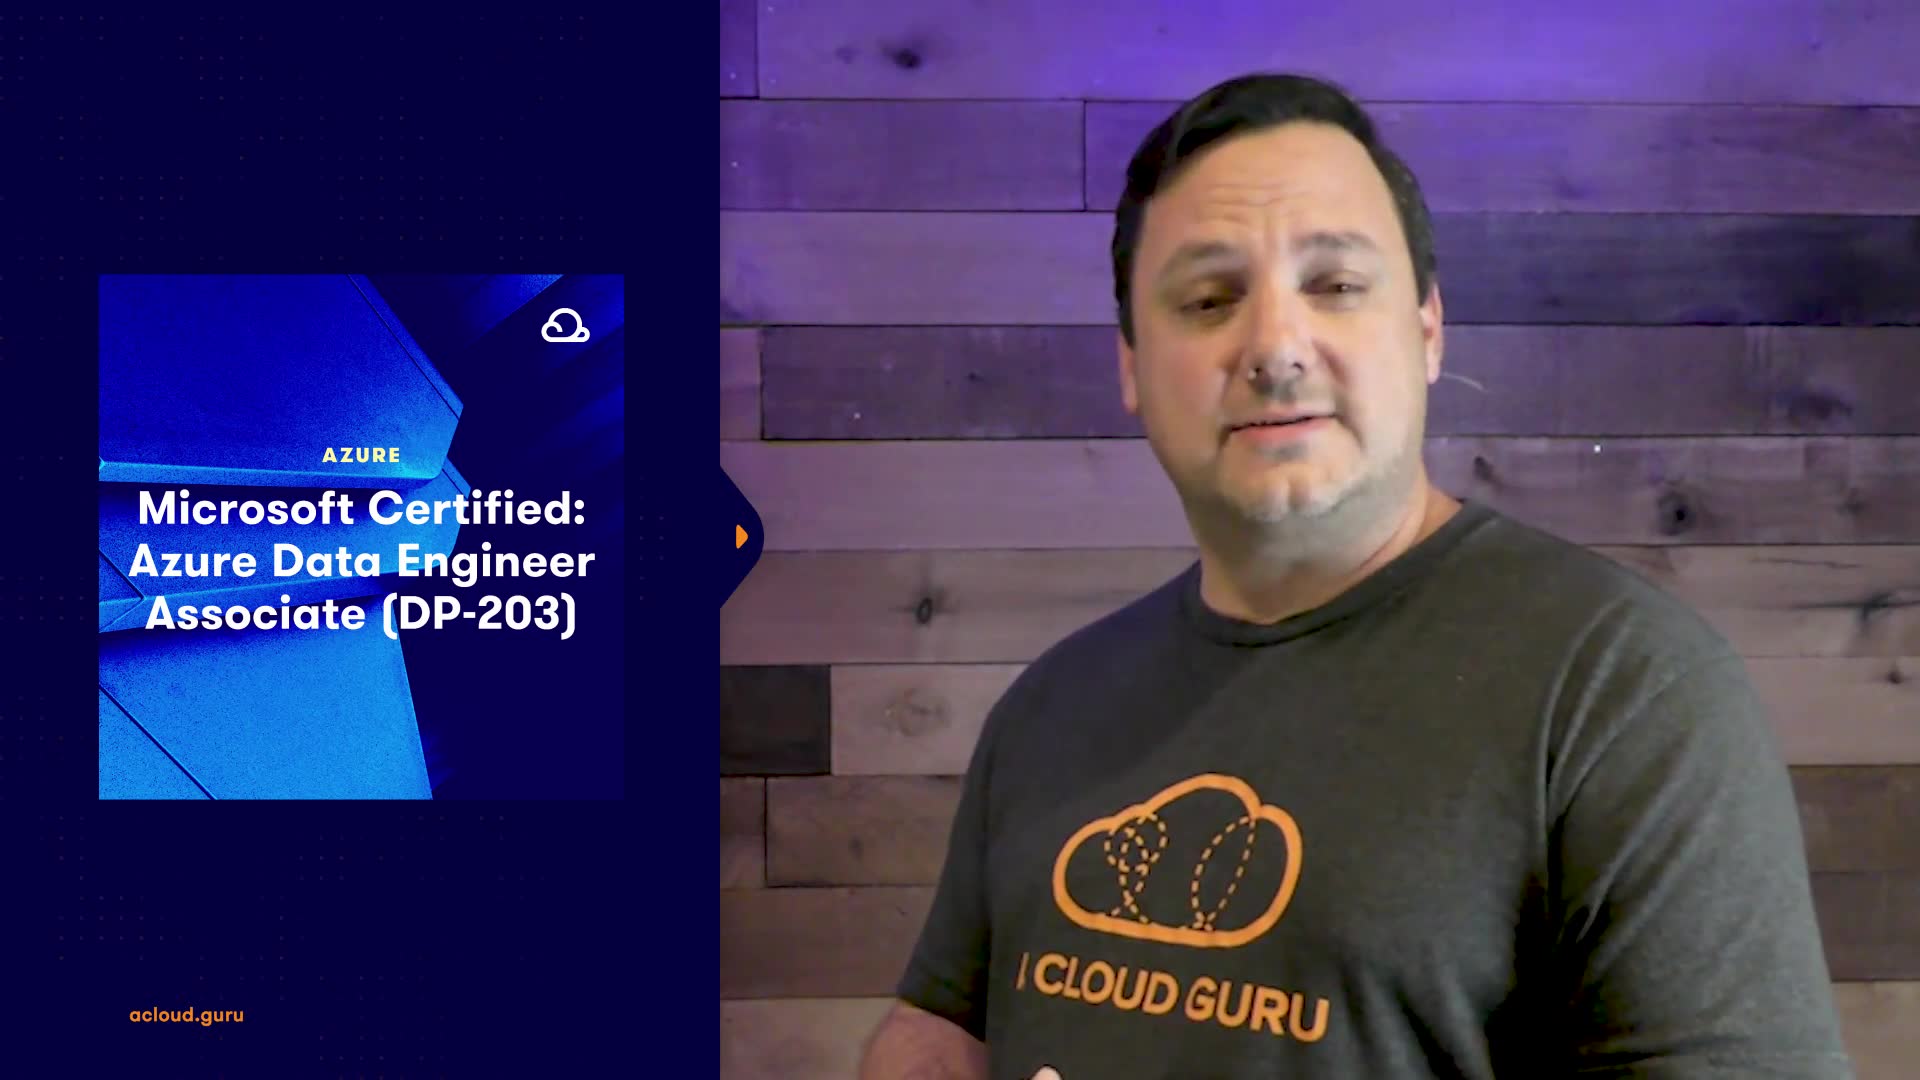 AZURE
Microsoft Certified:
Azure Data Engineer
Associate (DP-203)
acloud.guru
CLOUD GURU